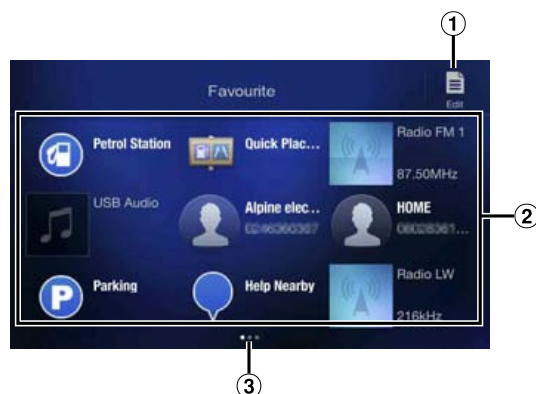 1
Favourite
Edit
Petrol Station
Quick Plac...
Radio FM 1
87.50MHz
2
USB Audio
Alpine elec...
HOME
P
Parking
Help Nearby
Radio LW
216kHz
3